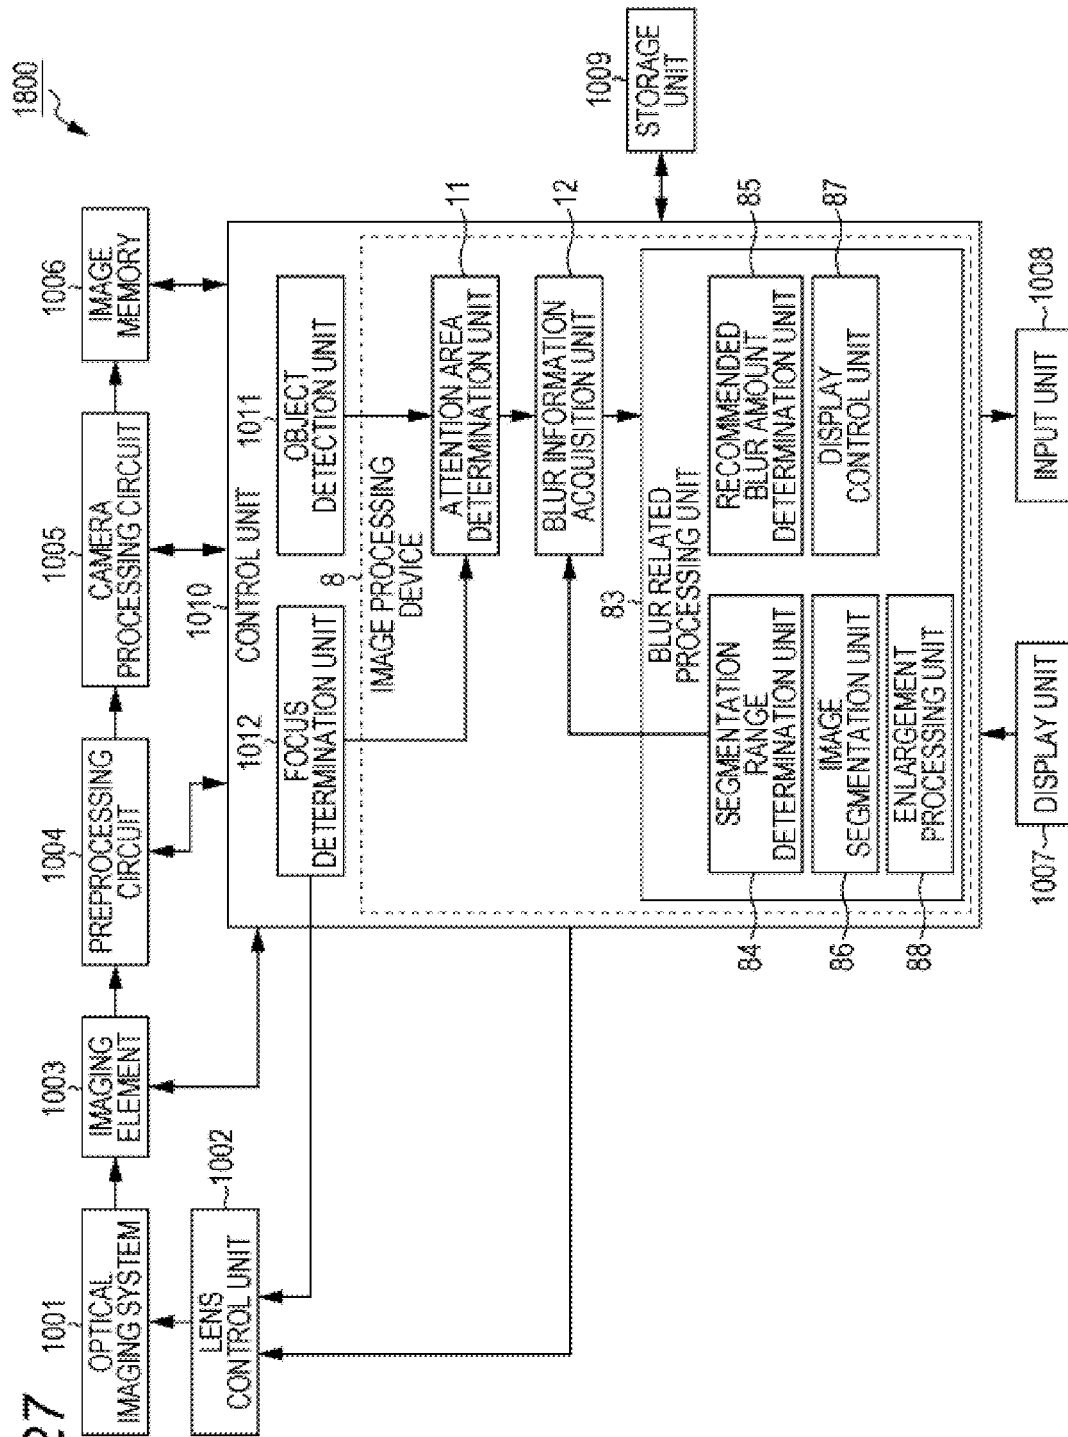 27
1800
1001
OPTICAL
IMAGING SYSTEM
1003
IMAGING
ELEMENT
1004
PREPROCESSING
CIRCUIT
1005
CAMERA
PROCESSING CIRCUIT
1006
IMAGE
MEMORY
LENS
CONTROL UNIT
1002
1010
CONTROL UNIT
1012
FOCUS
DETERMINATION UNIT
1011
OBJECT
DETECTION UNIT
8
IMAGE PROCESSING
DEVICE
ATTENTION AREA
DETERMINATION UNIT
11
BLUR INFORMATION
ACQUISITION UNIT
12
83
BLUR RELATED
PROCESSING UNIT
84
SEGMENTATION
RANGE
DETERMINATION UNIT
RECOMMENDED
BLUR AMOUNT
DETERMINATION UNIT
85
86
IMAGE
SEGMENTATION UNIT
DISPLAY
CONTROL UNIT
87
88
ENLARGEMENT
PROCESSING UNIT
1009
STORAGE
UNIT
1007
DISPLAY UNIT
INPUT UNIT
1008